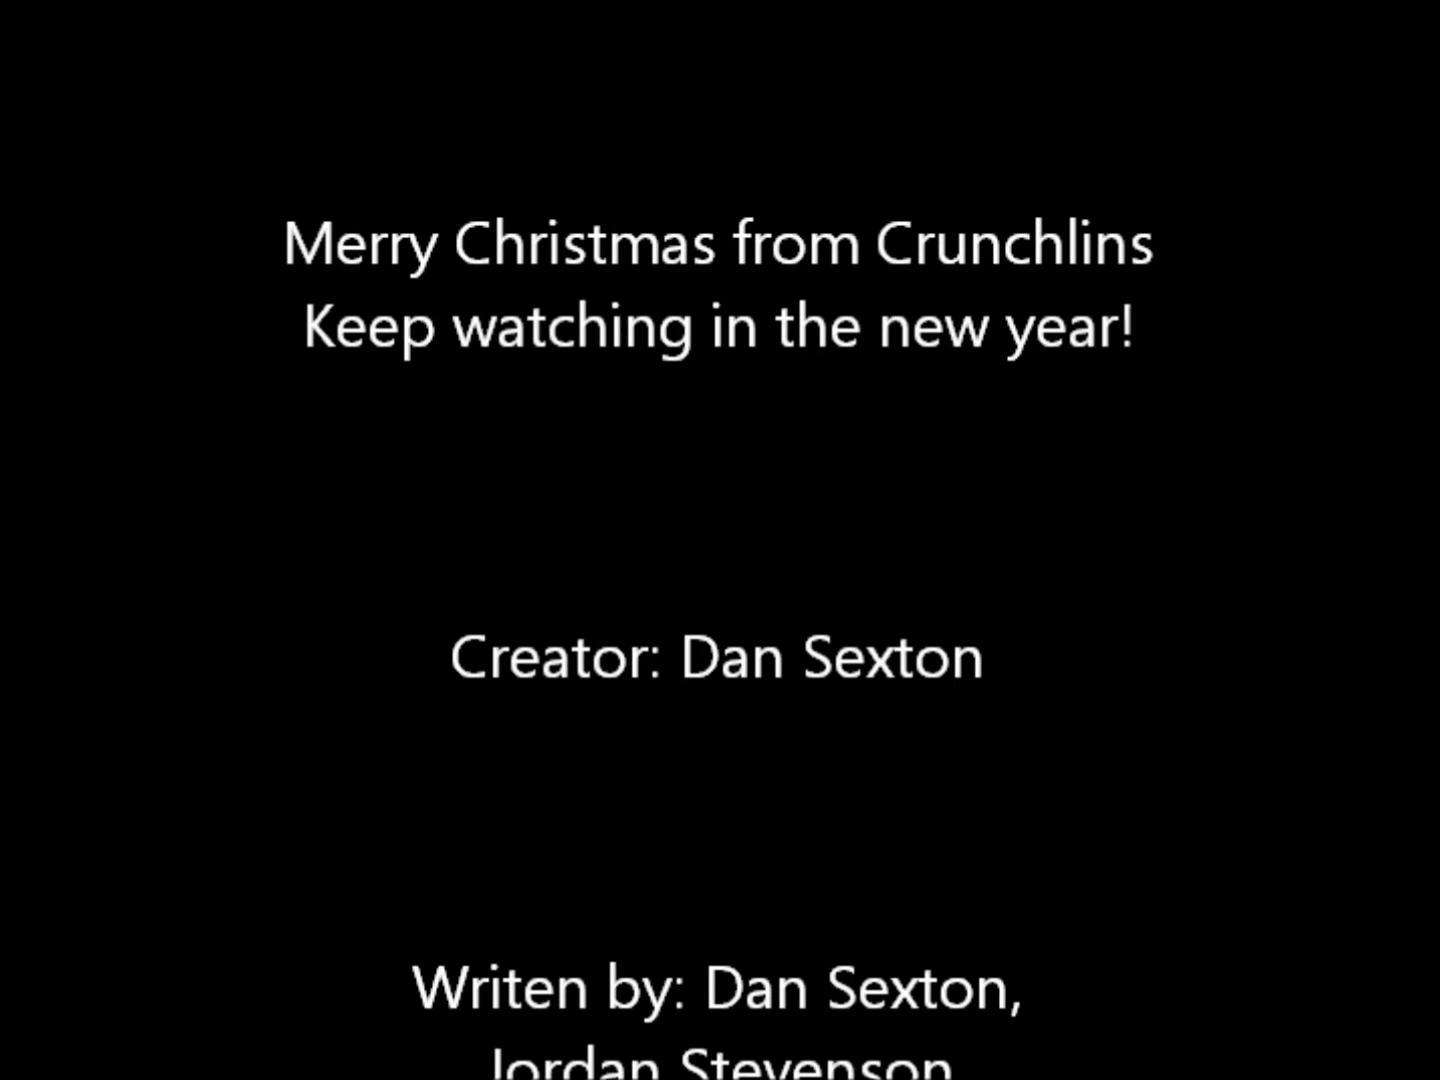 Merry Christmas from Crunchlins
Keep watching in the new year!
Creator: Dan Sexton
Writen by: Dan Sexton,
Jordan Stevenson